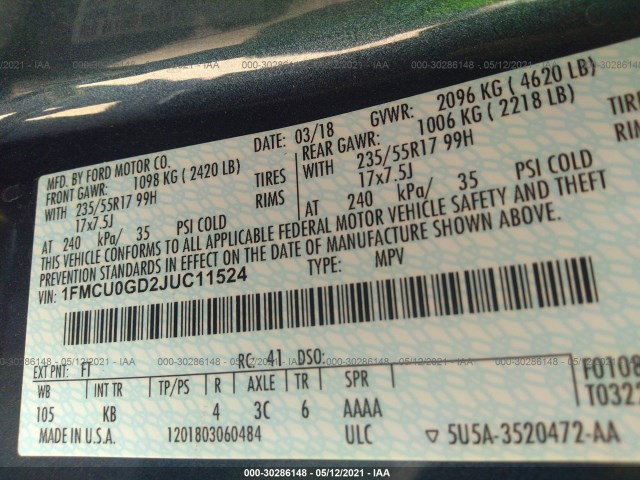 000-30286148 - 05/12/2021 - IAA
MFD. BY FORD MOTOR CO.
DATE: 03/18
GVWR: 2096 KG ( 4620 LB)
FRONT GAWR: 1098 KG ( 2420 LB)
REAR GAWR: 1006 KG ( 2218 LB)
WITH 235/55R17 99H TIRES
WITH 235/55R17 99H TIRES
17x7.5J RIMS
17x7.5J RIMS
AT 240 kPa/ 35 PSI COLD
AT 240 kPa/ 35 PSI COLD
THIS VEHICLE CONFORMS TO ALL APPLICABLE FEDERAL MOTOR VEHICLE SAFETY AND THEFT
PREVENTION STANDARDS IN EFFECT ON THE DATE OF MANUFACTURE SHOWN ABOVE.
VIN: 1FMCU0GD2JUC11524
TYPE: MPV
EXT PNT: FT RC: 41 DSO:
WB INT TR TP/PS R AXLE TR SPR
105 KB 4 3C 6 AAAA
F0108
T0322
MADE IN U.S.A. 1201803060484 ULC ▽ 5U5A-3520472-AA
000-30286148 - 05/12/2021 - IAA